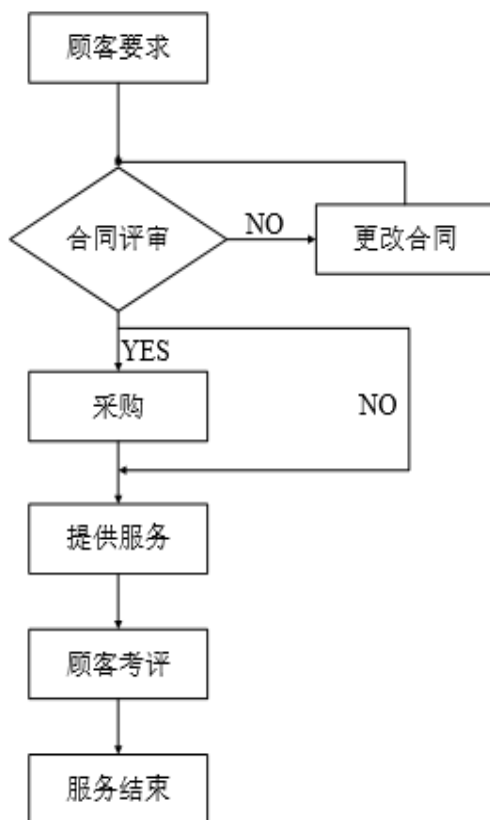 顾客要求
合同评审
NO
更改合同
YES
采购
NO
提供服务
顾客考评
服务结束